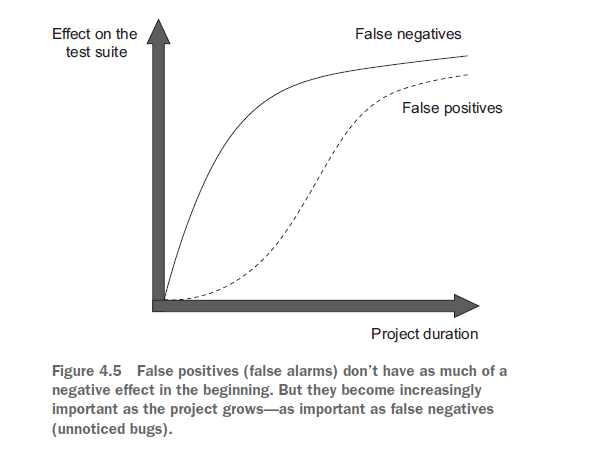 Effect on the
test suite
False negatives
False positives
Project duration
Figure 4.5 False positives (false alarms) don’t have as much of a
negative effect in the beginning. But they become increasingly
important as the project grows—as important as false negatives
(unnoticed bugs).